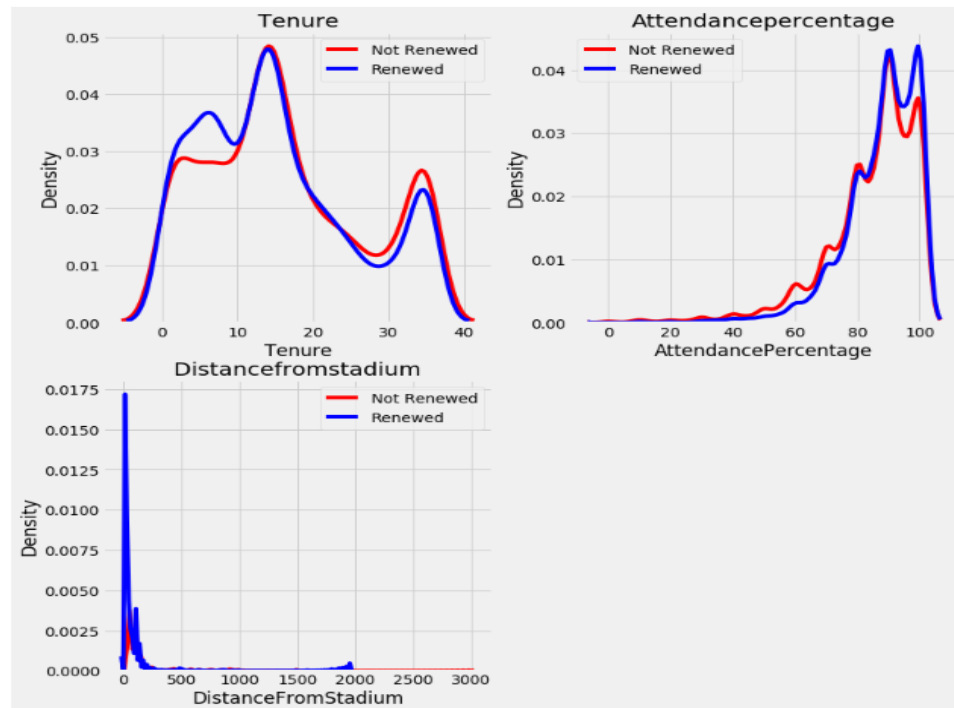 Tenure
0.05
0.04
0.03
0.02
0.01
0.00
Density
Not Renewed
Renewed
0
10
20
30
40
Tenure
Attendancepercentage
0.04
0.03
0.02
0.01
0.00
Density
Not Renewed
Renewed
0
20
40
60
80
100
AttendancePercentage
Distancefromstadium
0.0175
0.0150
0.0125
0.0100
0.0075
0.0050
0.0025
0.0000
Density
Not Renewed
Renewed
0
500
1000
1500
2000
2500
3000
DistanceFromStadium